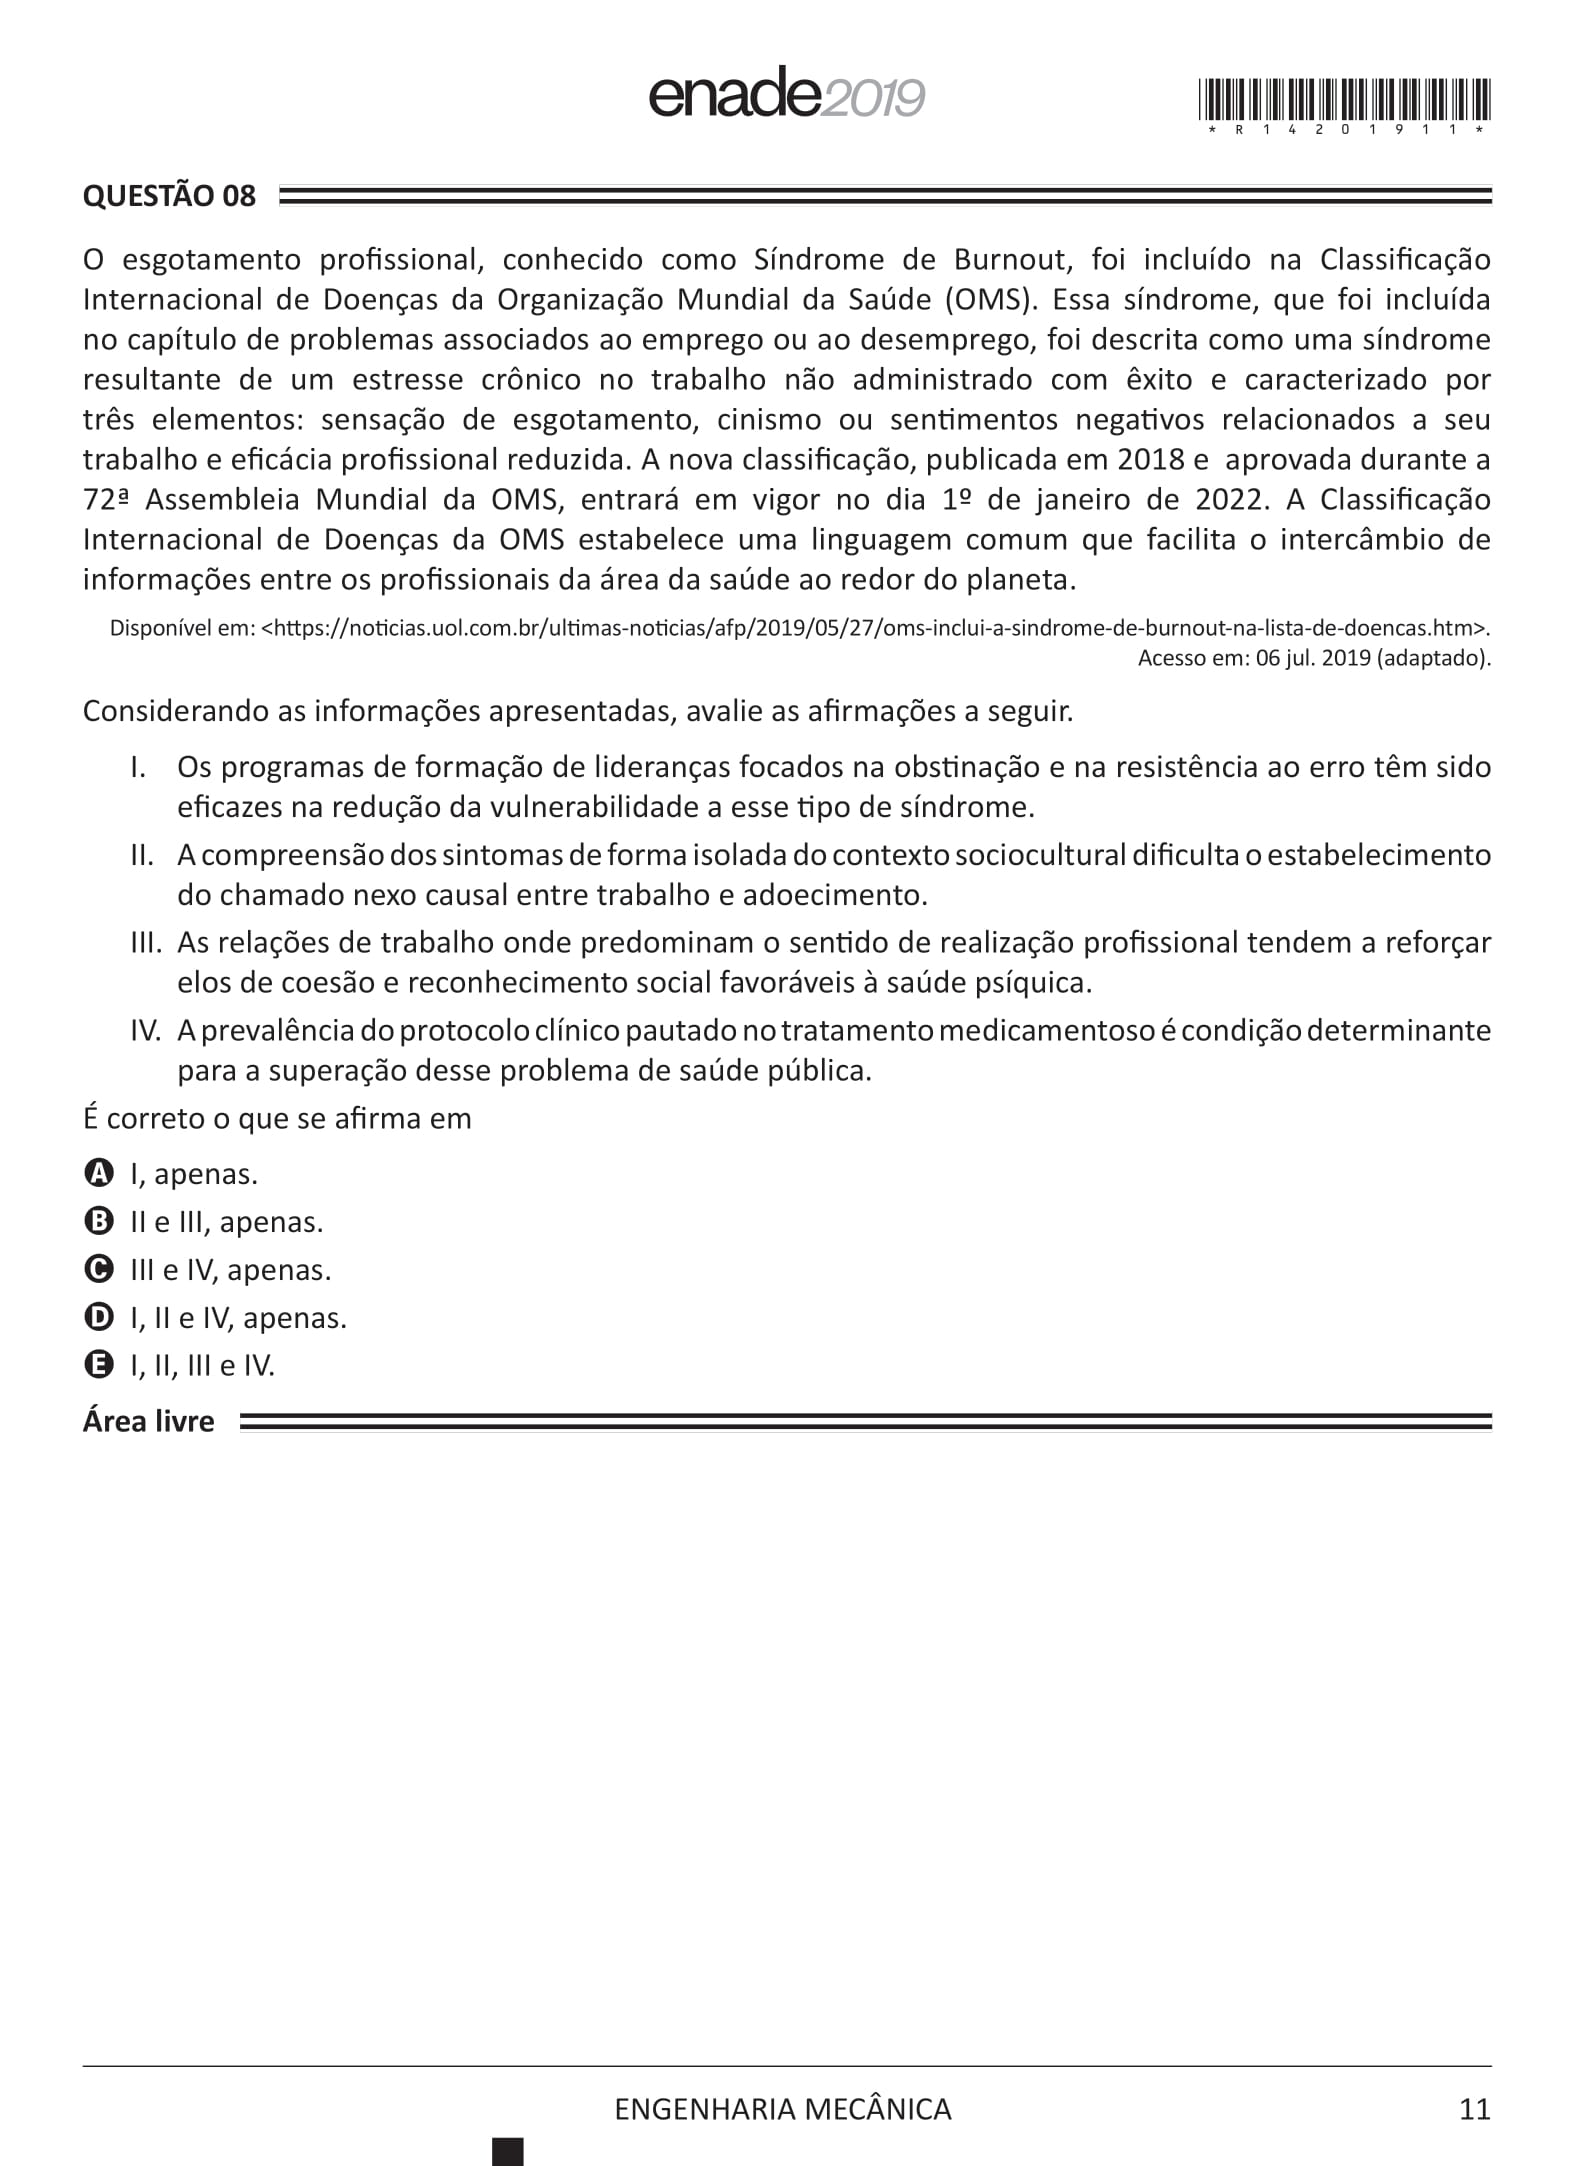 enade2019
*R14201911*
QUESTÃO 08
O esgotamento profissional, conhecido como Síndrome de Burnout, foi incluído na Classificação
Internacional de Doenças da Organização Mundial da Saúde (OMS). Essa síndrome, que foi incluída
no capítulo de problemas associados ao emprego ou ao desemprego, foi descrita como uma síndrome
resultante de um estresse crônico no trabalho não administrado com êxito e caracterizado por
três elementos: sensação de esgotamento, cinismo ou sentimentos negativos relacionados a seu
trabalho e eficácia profissional reduzida. A nova classificação, publicada em 2018 e aprovada durante a
72ª Assembleia Mundial da OMS, entrará em vigor no dia 1º de janeiro de 2022. A Classificação
Internacional de Doenças da OMS estabelece uma linguagem comum que facilita o intercâmbio de
informações entre os profissionais da área da saúde ao redor do planeta.
Disponível em: <https://noticias.uol.com.br/ultimas-noticias/afp/2019/05/27/oms-inclui-a-sindrome-de-burnout-na-lista-de-doencas.htm>.
Acesso em: 06 jul. 2019 (adaptado).
Considerando as informações apresentadas, avalie as afirmações a seguir.
I. Os programas de formação de lideranças focados na obstinação e na resistência ao erro têm sido
eficazes na redução da vulnerabilidade a esse tipo de síndrome.
II. A compreensão dos sintomas de forma isolada do contexto sociocultural dificulta o estabelecimento
do chamado nexo causal entre trabalho e adoecimento.
III. As relações de trabalho onde predominam o sentido de realização profissional tendem a reforçar
elos de coesão e reconhecimento social favoráveis à saúde psíquica.
IV. A prevalência do protocolo clínico pautado no tratamento medicamentoso é condição determinante
para a superação desse problema de saúde pública.
É correto o que se afirma em
A I, apenas.
B II e III, apenas.
C III e IV, apenas.
D I, II e IV, apenas.
E I, II, III e IV.
Área livre
ENGENHARIA MECÂNICA
11